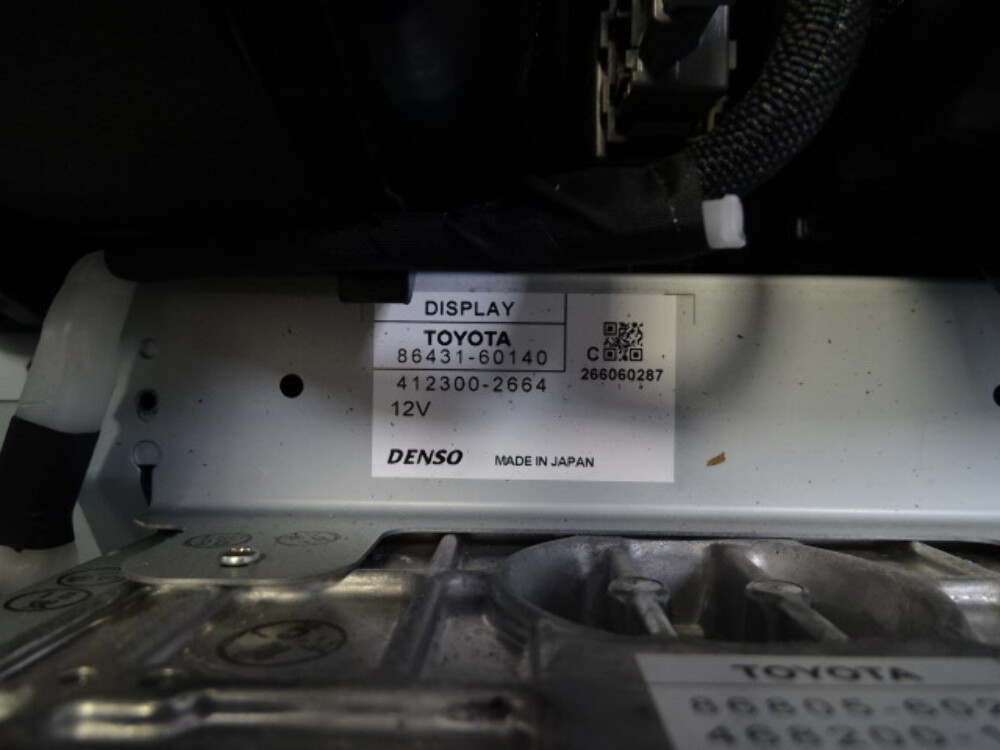 DISPLAY
TOYOTA
86431-60140
412300-2664
12V
C
266060287
DENSO
MADE IN JAPAN
TOYOTA